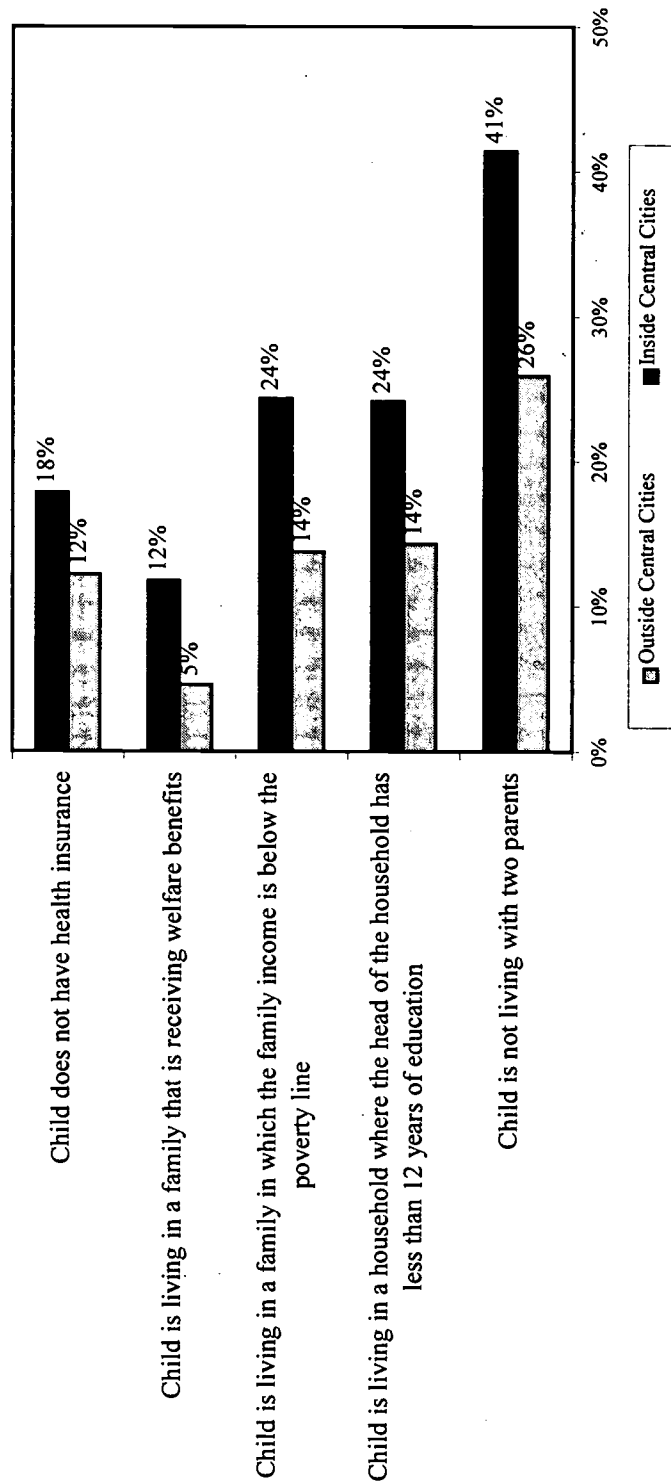 Child does not have health insurance
18%
12%
Child is living in a family that is receiving welfare benefits
12%
5%
Child is living in a family in which the family income is below the
poverty line
24%
14%
Child is living in a household where the head of the household has
less than 12 years of education
24%
14%
Child is not living with two parents
41%
26%
0%
10%
20%
30%
40%
50%
Outside Central Cities
Inside Central Cities